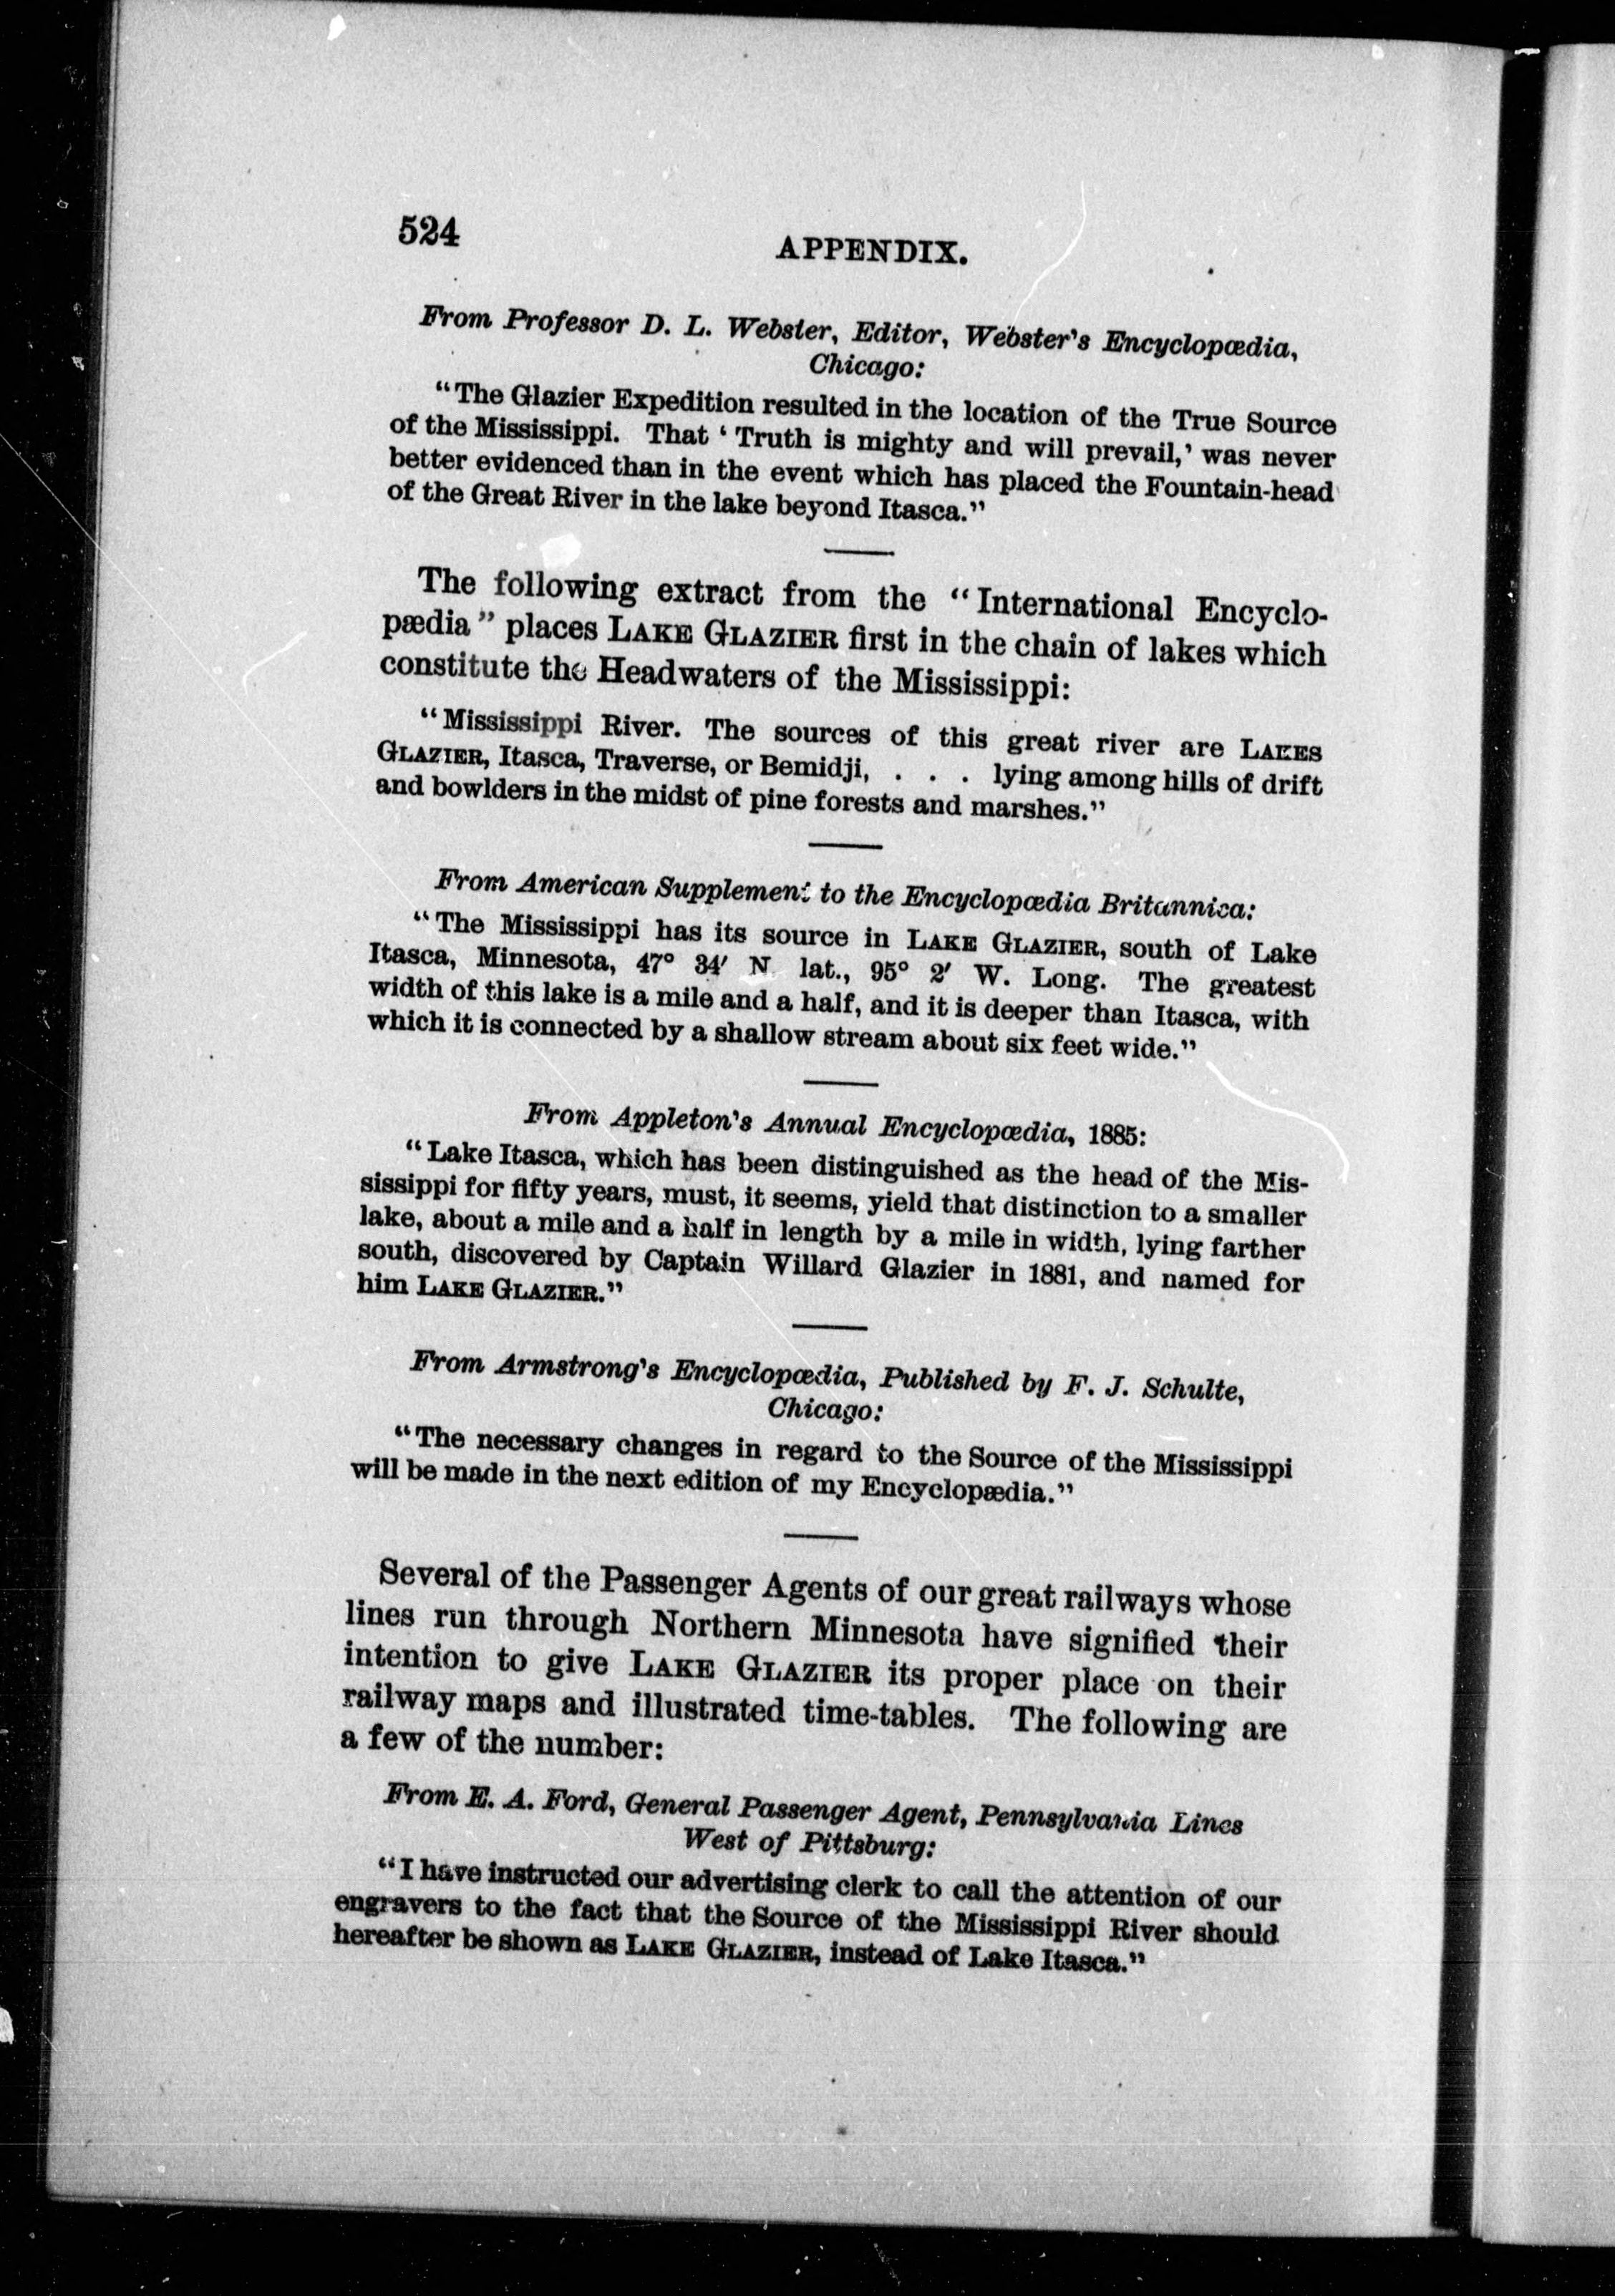 524
APPENDIX.
From Professor D. L. Webster, Editor, Webster's Encyclopædia,
Chicago:
"The Glazier Expedition resulted in the location of the True Source
of the Mississippi. That 'Truth is mighty and will prevail,' was never
better evidenced than in the event which has placed the Fountain-head
of the Great River in the lake beyond Itasca."
The following extract from the "International Encyclo-
pædia" places LAKE GLAZIER first in the chain of lakes which
constitute the Headwaters of the Mississippi:
"Mississippi River. The sources of this great river are LAKES
GLAZIER, Itasca, Traverse, or Bemidji, . . . lying among hills of drift
and bowlders in the midst of pine forests and marshes."
From American Supplement to the Encyclopædia Britannica:
"The Mississippi has its source in LAKE GLAZIER, south of Lake
Itasca, Minnesota, 47° 34′ N lat., 95° 2′ W. Long. The greatest
width of this lake is a mile and a half, and it is deeper than Itasca, with
which it is connected by a shallow stream about six feet wide."
From Appleton's Annual Encyclopædia, 1885:
"Lake Itasca, which has been distinguished as the head of the Mis-
sissippi for fifty years, must, it seems, yield that distinction to a smaller
lake, about a mile and a half in length by a mile in width, lying farther
south, discovered by Captain Willard Glazier in 1881, and named for
him LAKE GLAZIER."
From Armstrong's Encyclopædia, Published by F. J. Schulte,
Chicago:
"The necessary changes in regard to the Source of the Mississippi
will be made in the next edition of my Encyclopædia."
Several of the Passenger Agents of our great railways whose
lines run through Northern Minnesota have signified their
intention to give LAKE GLAZIER its proper place on their
railway maps and illustrated time-tables. The following are
a few of the number:
From E. A. Ford, General Passenger Agent, Pennsylvania Lines
West of Pittsburg:
"I have instructed our advertising clerk to call the attention of our
engravers to the fact that the Source of the Mississippi River should
hereafter be shown as LAKE GLAZIER, instead of Lake Itasca."